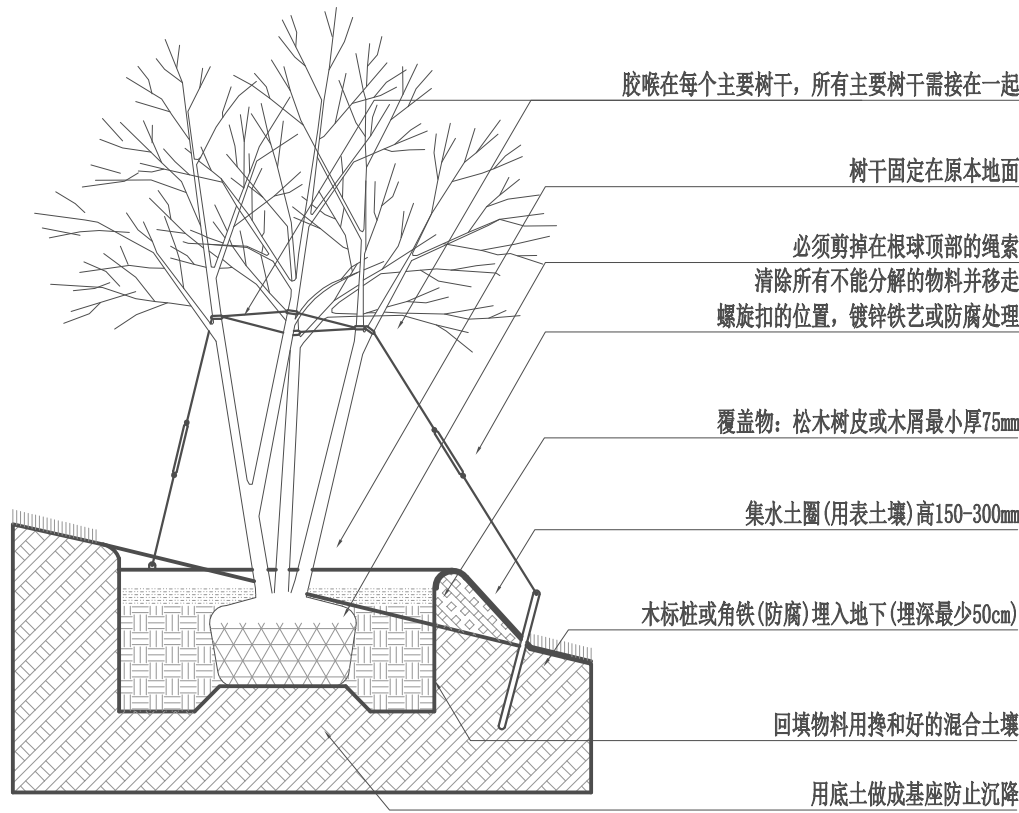 胶喉在每个主要树干，所有主要树干需接在一起
树干固定在原本地面
必须剪掉在根球顶部的绳索
清除所有不能分解的物料并移走
螺旋扣的位置，镀锌铁艺或防腐处理
覆盖物：松木树皮或木屑最小厚75mm
集水土圈(用表土壤)高150-300mm
木标桩或角铁(防腐)埋入地下(埋深最少50cm)
回填物料用搀和好的混合土壤
用底土做成基座防止沉降